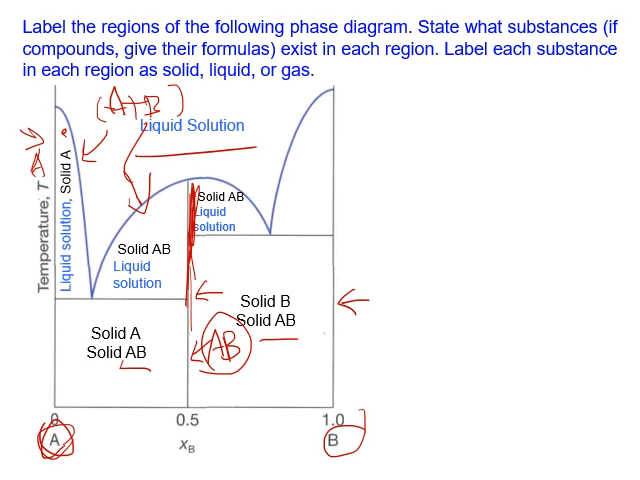 Label the regions of the following phase diagram. State what substances (if
compounds, give their formulas) exist in each region. Label each substance
in each region as solid, liquid, or gas.
(A+B)
Liquid Solution
Temperature, T
Liquid solution, Solid A
Solid AB
Liquid
solution
Solid AB
Liquid
solution
Solid B
Solid AB
Solid A
Solid AB
AB
0
0.5
1.0
A
XB
B